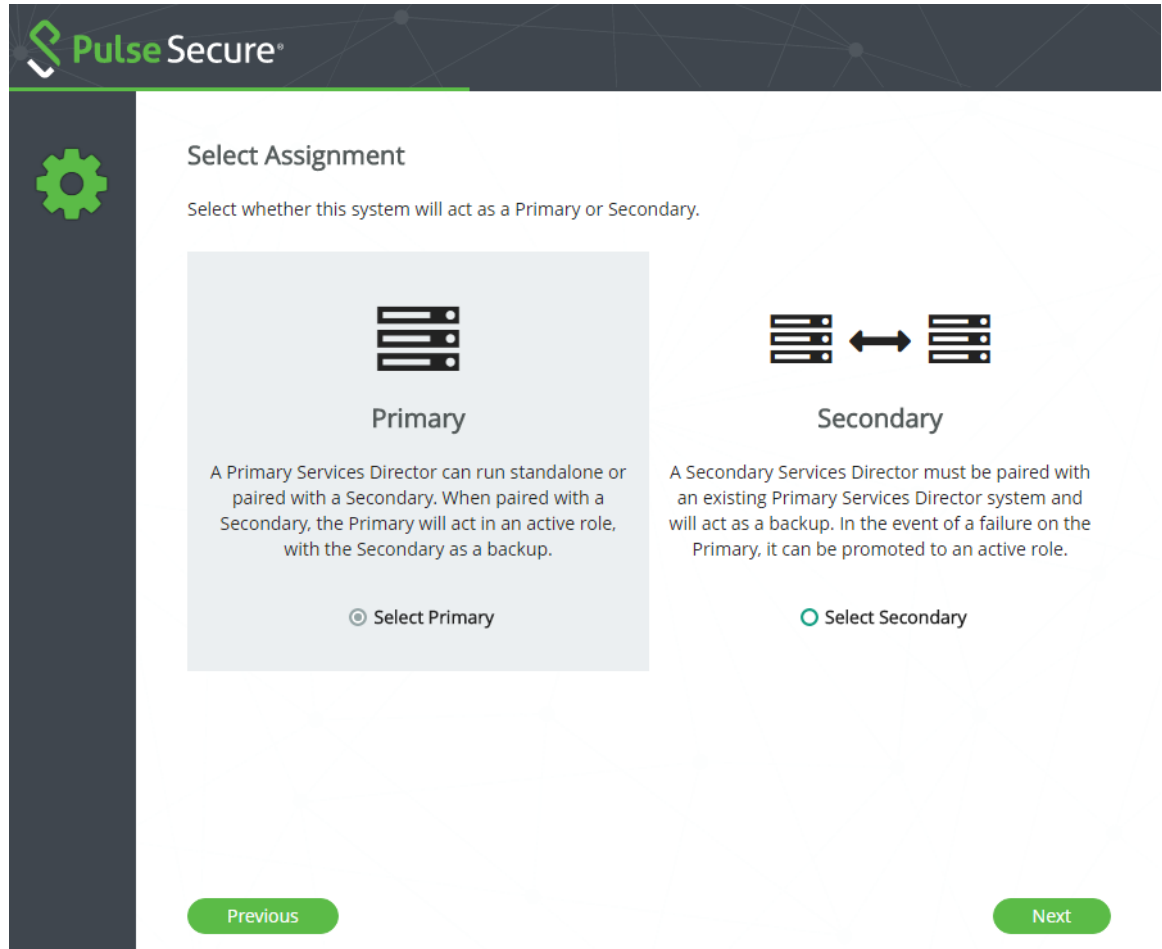 Pulse Secure®
Select Assignment
Select whether this system will act as a Primary or Secondary.
Primary
A Primary Services Director can run standalone or
paired with a Secondary. When paired with a
Secondary, the Primary will act in an active role,
with the Secondary as a backup.
Select Primary
Secondary
A Secondary Services Director must be paired with
an existing Primary Services Director system and
will act as a backup. In the event of a failure on the
Primary, it can be promoted to an active role.
Select Secondary
Previous
Next